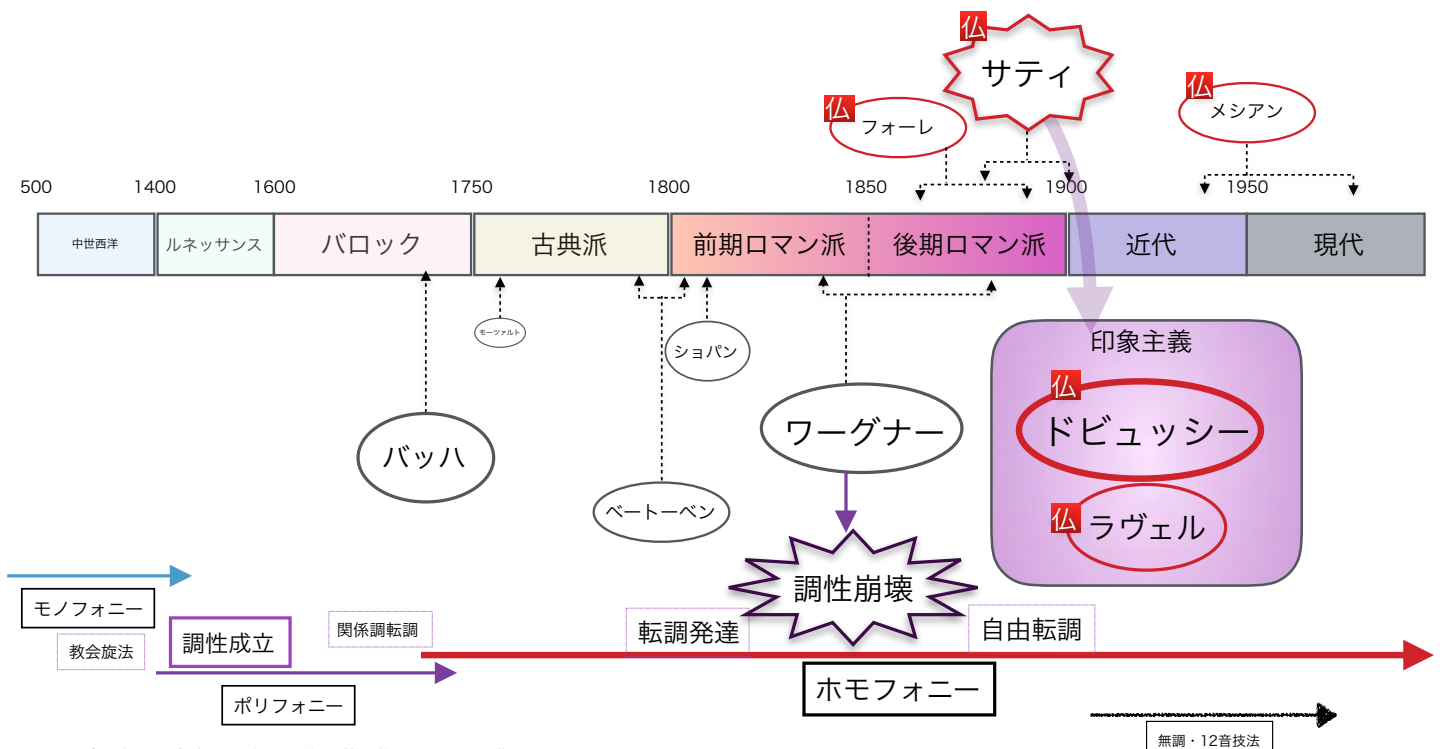 仏
サティ
仏
フォーレ
仏
メシアン
500 1400 1600 1750 1800 1850 1900 1950
中世西洋 ルネッサンス バロック 古典派 前期ロマン派 後期ロマン派 近代 現代
モーツァルト
ショパン
印象主義
仏
ドビュッシー
ワーグナー
バッハ
ベートーベン
仏
ラヴェル
調性崩壊
モノフォニー
教会旋法
調性成立
関係調転調
転調発達
自由転調
ポリフォニー
ホモフォニー
無調・12音技法